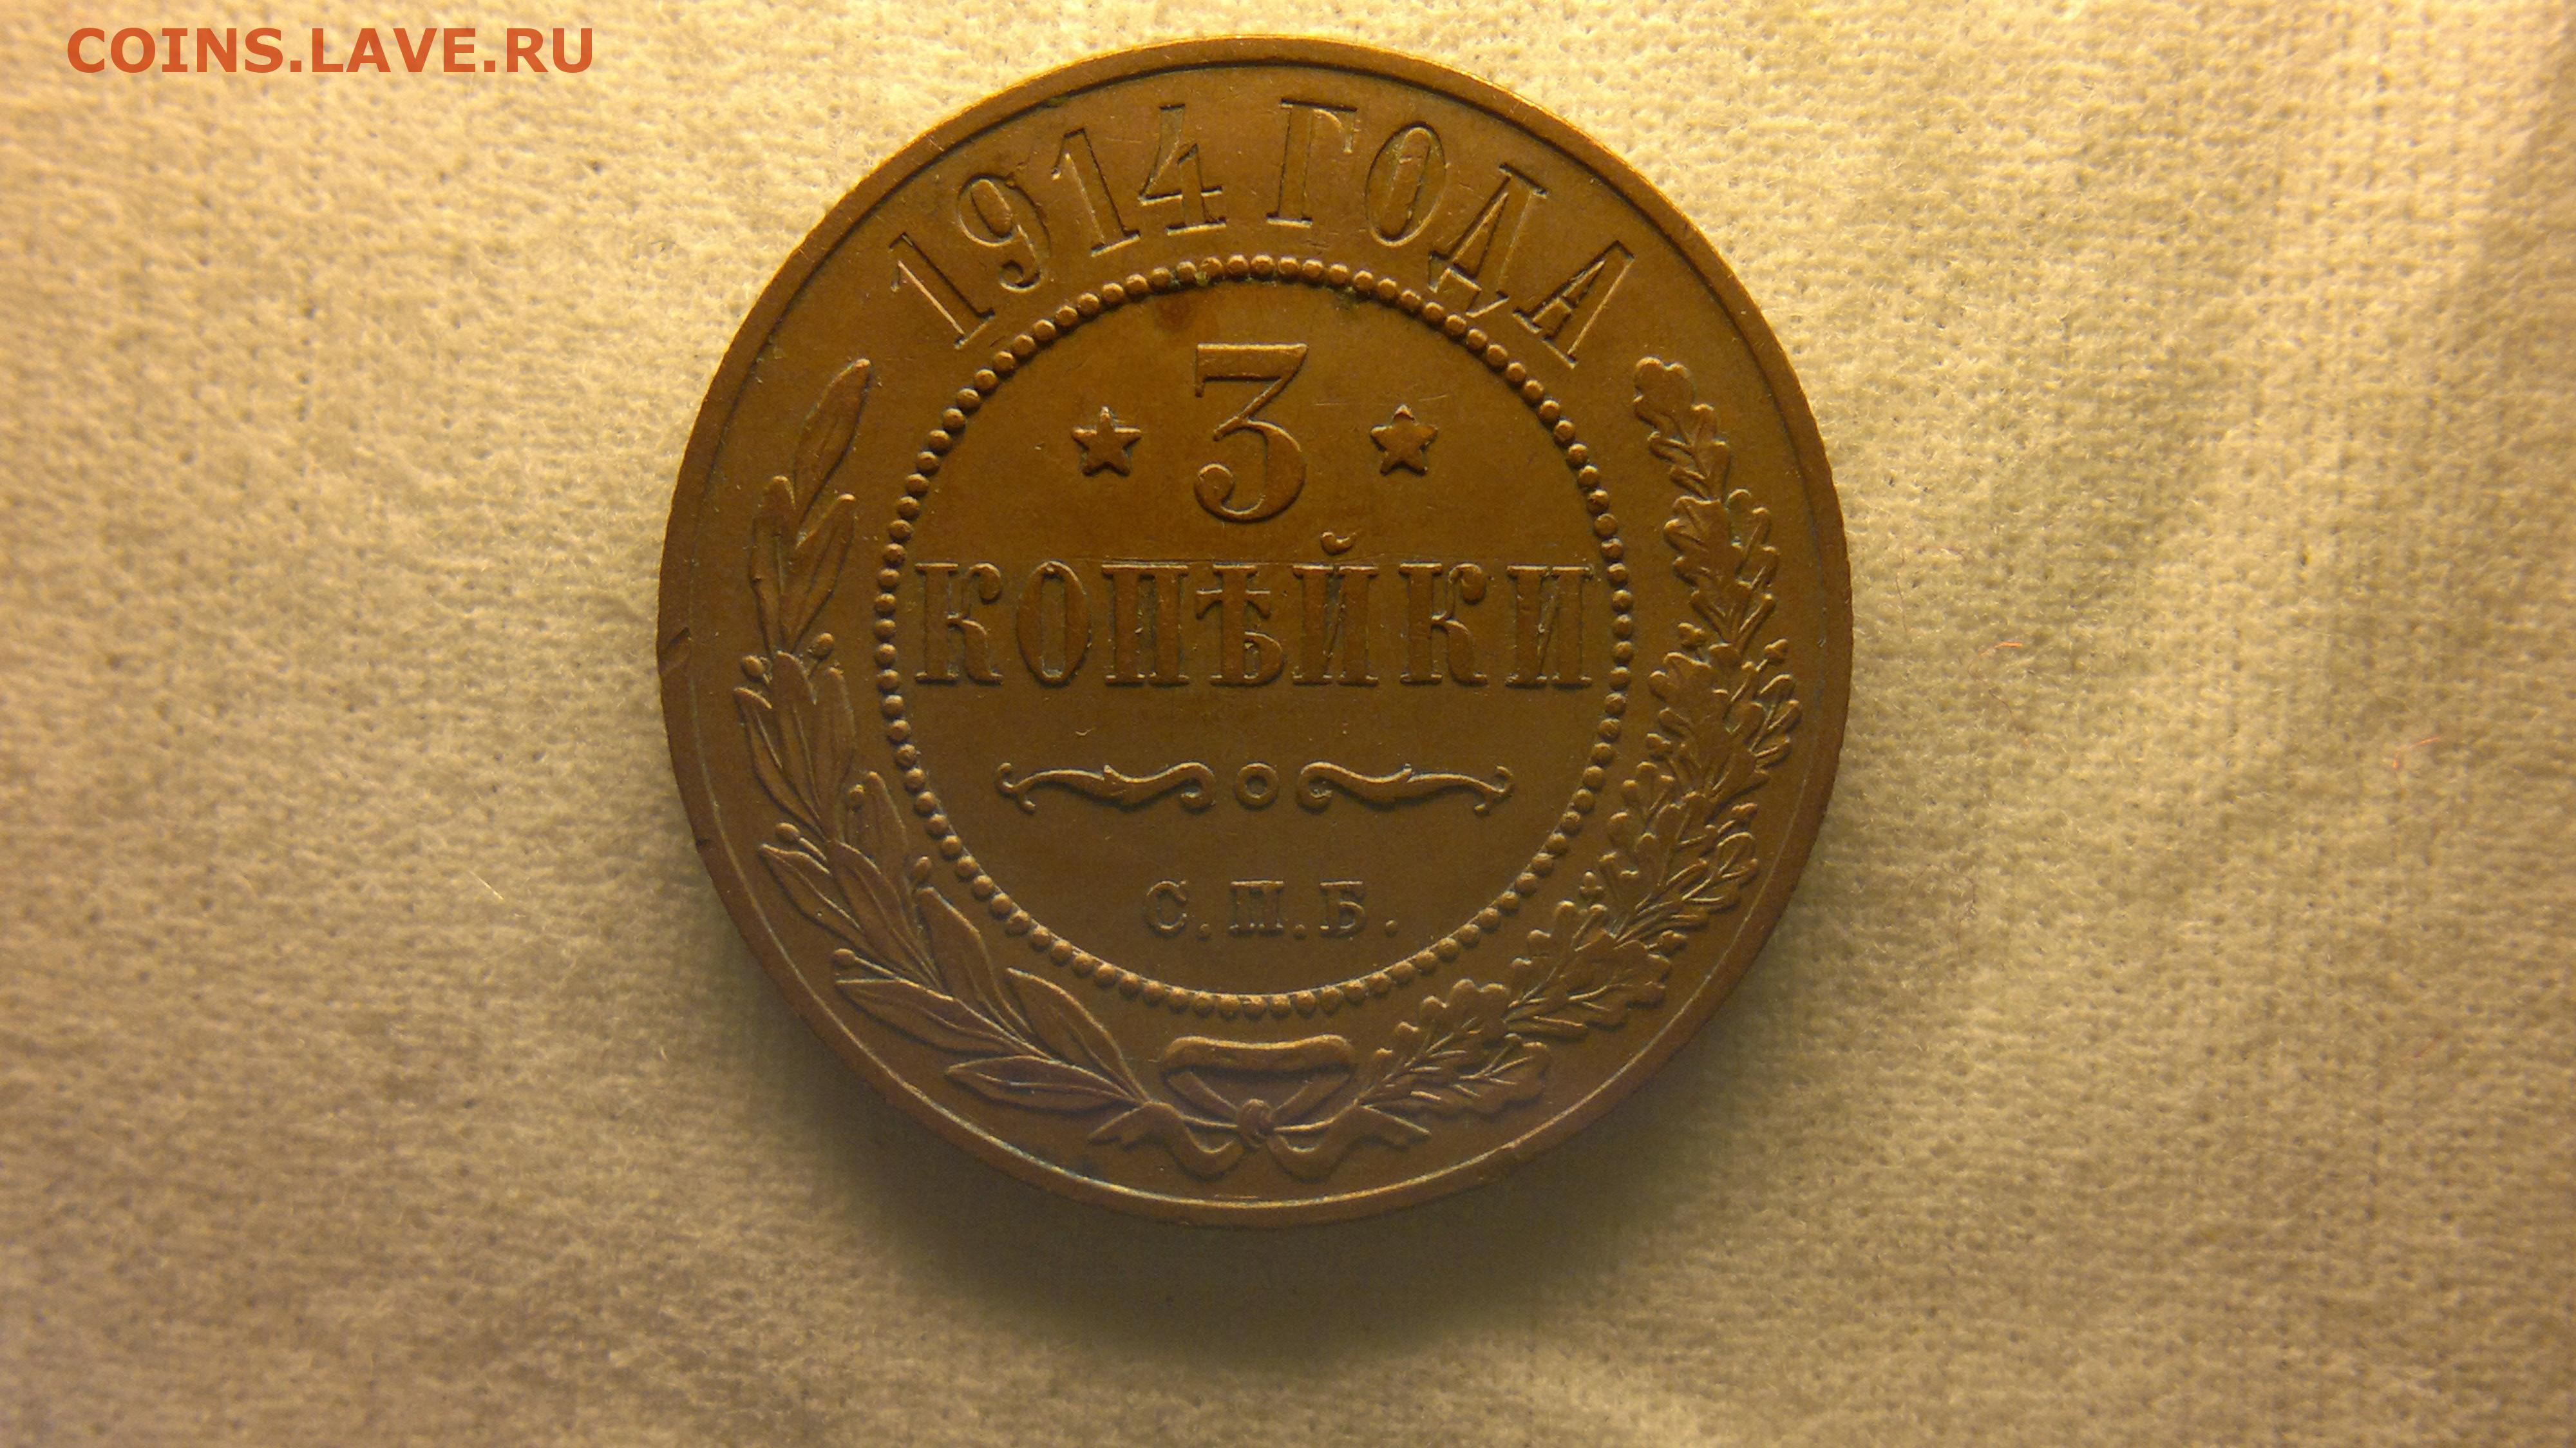 COINS.LAVE.RU
1914 ГОДА
3
КОПѢЙКИ
С.П.Б.